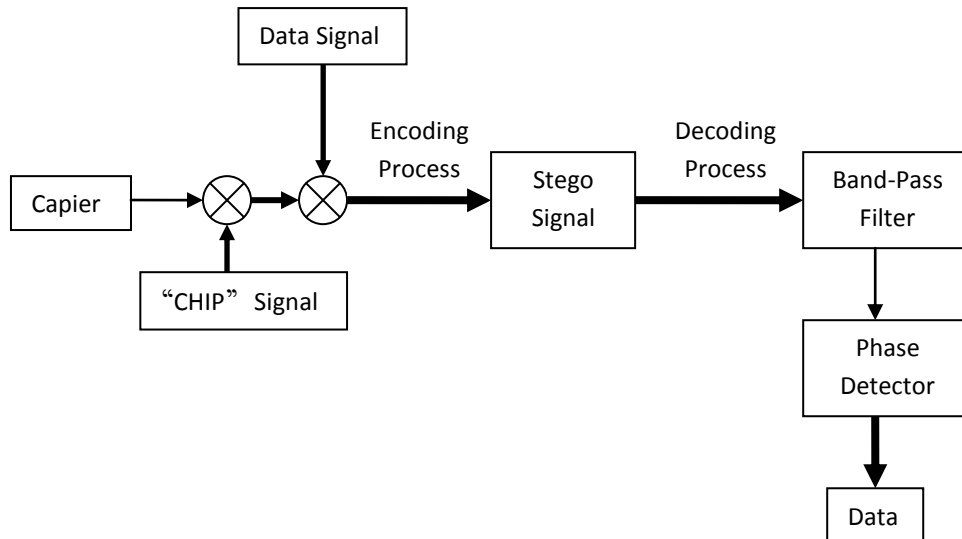 Data Signal
Encoding
Process
Decoding
Process
Capier
Stego
Signal
Band-Pass
Filter
“CHIP” Signal
Phase
Detector
Data